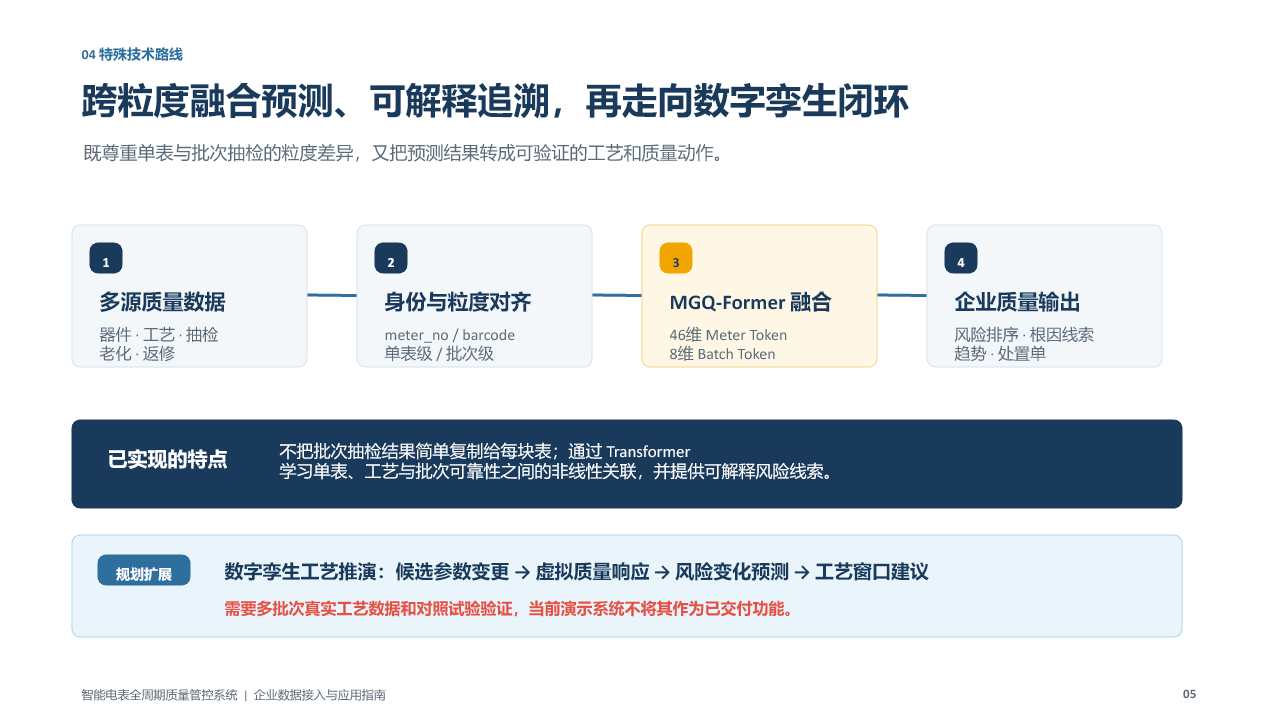 04 特殊技术路线
跨粒度融合预测、可解释追溯，再走向数字孪生闭环
既尊重单表与批次抽检的粒度差异，又把预测结果转成可验证的工艺和质量动作。
1
多源质量数据
器件 · 工艺 · 抽检
老化 · 返修
2
身份与粒度对齐
meter_no / barcode
单表级 / 批次级
3
MGQ-Former 融合
46维 Meter Token
8维 Batch Token
4
企业质量输出
风险排序 · 根因线索
趋势 · 处置单
已实现的特点
不把批次抽检结果简单复制给每块表；通过 Transformer
学习单表、工艺与批次可靠性之间的非线性关联，并提供可解释风险线索。
规划扩展
数字孪生工艺推演：候选参数变更 → 虚拟质量响应 → 风险变化预测 → 工艺窗口建议
需要多批次真实工艺数据和对照试验验证，当前演示系统不将其作为已交付功能。
智能电表全周期质量管控系统 | 企业数据接入与应用指南
05